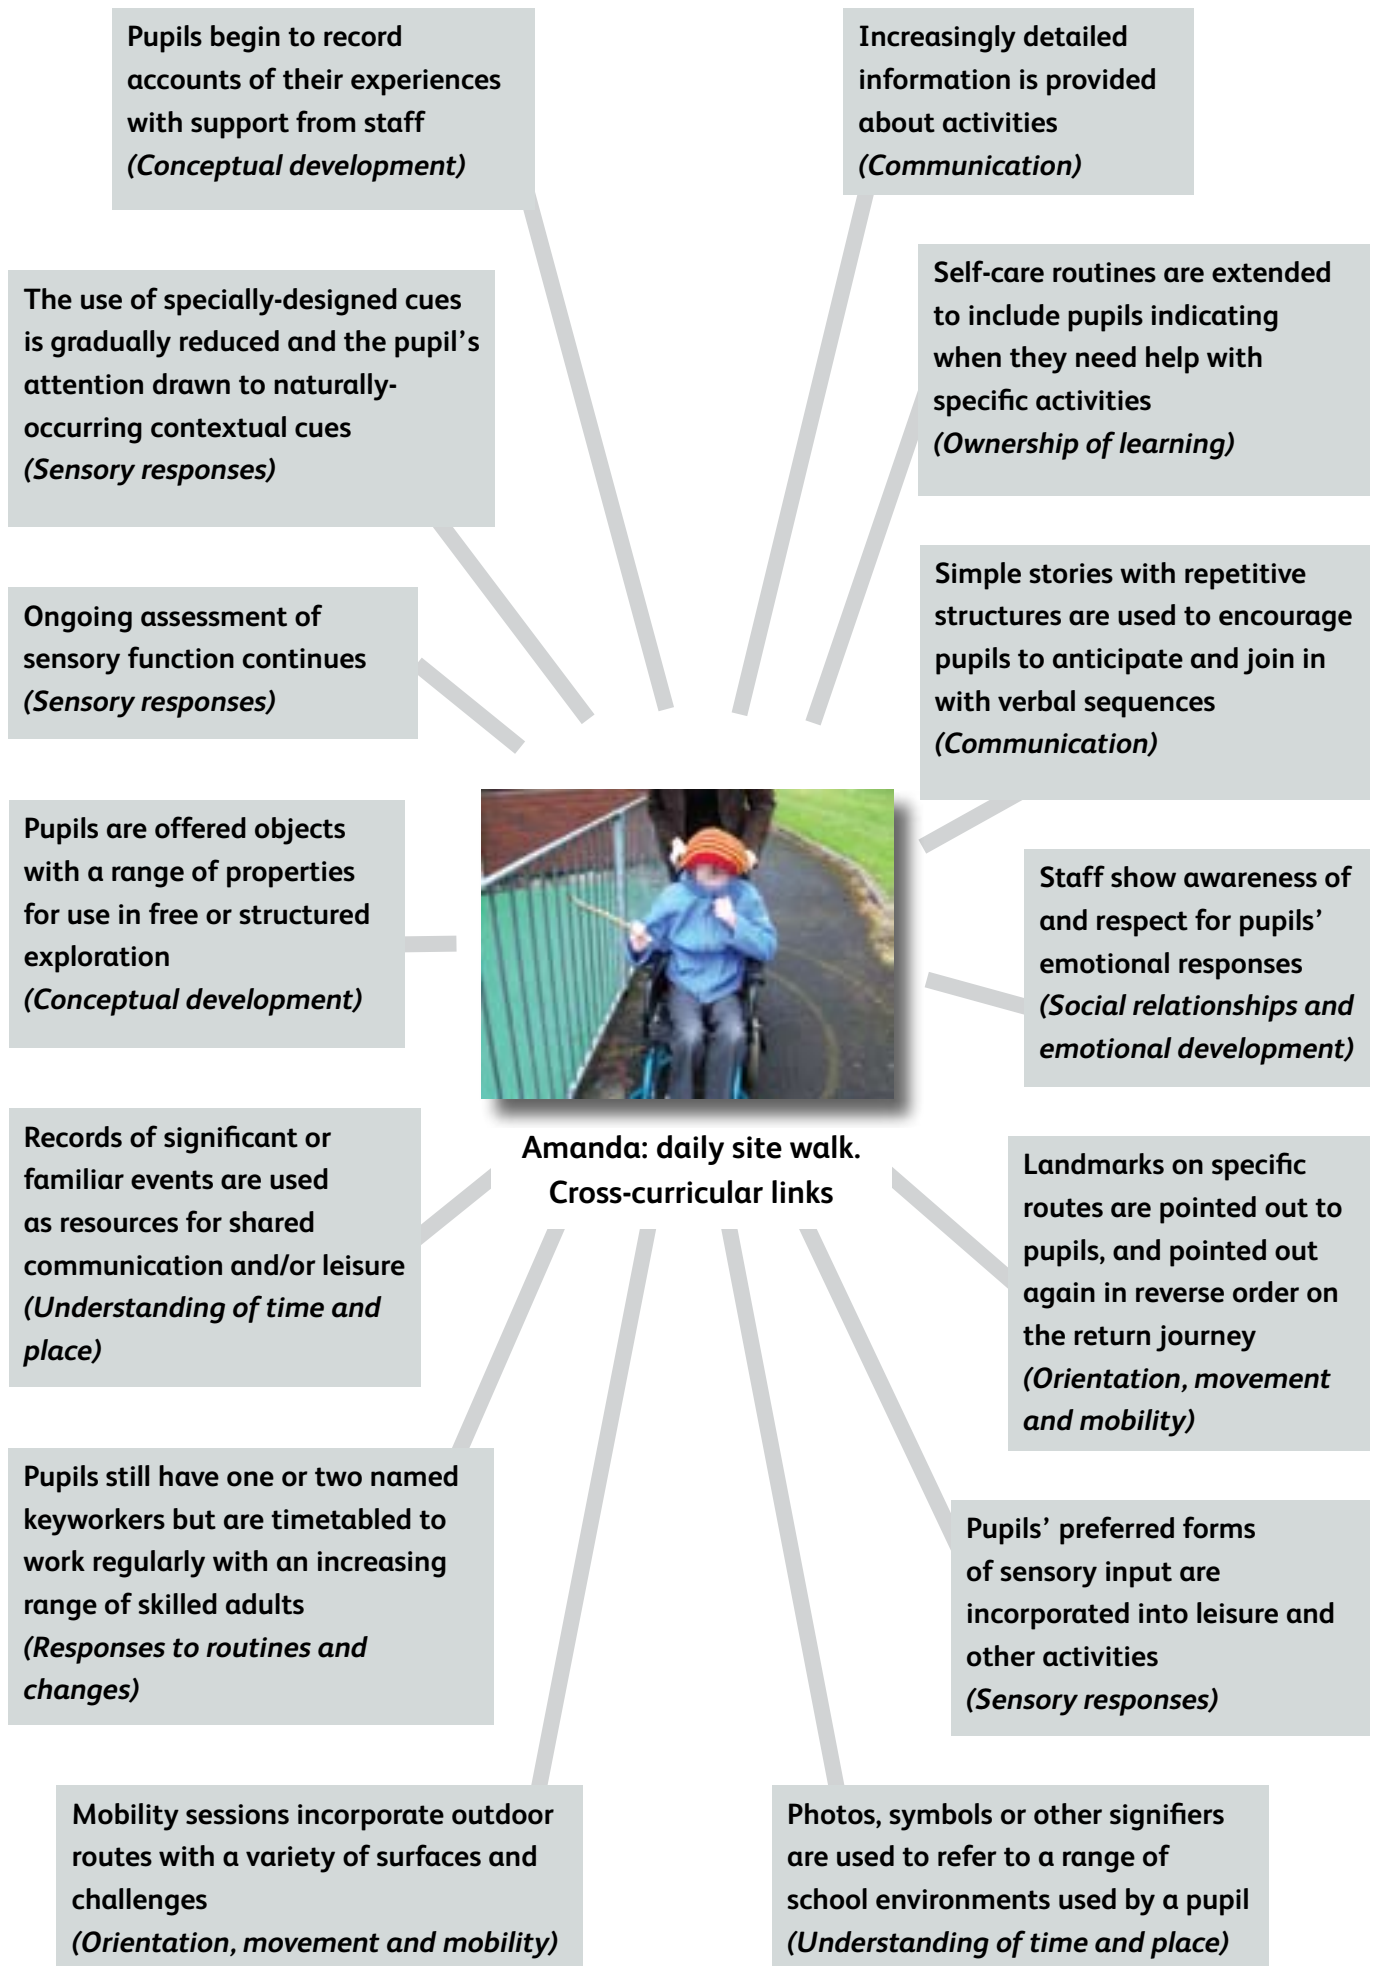 Pupils begin to record
accounts of their experiences
with support from staff
(Conceptual development)
Increasingly detailed
information is provided
about activities
(Communication)
The use of specially-designed cues
is gradually reduced and the pupil’s
attention drawn to naturally-
occurring contextual cues
(Sensory responses)
Self-care routines are extended
to include pupils indicating
when they need help with
specific activities
(Ownership of learning)
Ongoing assessment of
sensory function continues
(Sensory responses)
Simple stories with repetitive
structures are used to encourage
pupils to anticipate and join in
with verbal sequences
(Communication)
Pupils are offered objects
with a range of properties
for use in free or structured
exploration
(Conceptual development)
Staff show awareness of
and respect for pupils’
emotional responses
(Social relationships and
emotional development)
Amanda: daily site walk.
Cross-curricular links
Records of significant or
familiar events are used
as resources for shared
communication and/or leisure
(Understanding of time and
place)
Landmarks on specific
routes are pointed out to
pupils, and pointed out
again in reverse order on
the return journey
(Orientation, movement
and mobility)
Pupils still have one or two named
keyworkers but are timetabled to
work regularly with an increasing
range of skilled adults
(Responses to routines and
changes)
Pupils’ preferred forms
of sensory input are
incorporated into leisure and
other activities
(Sensory responses)
Mobility sessions incorporate outdoor
routes with a variety of surfaces and
challenges
(Orientation, movement and mobility)
Photos, symbols or other signifiers
are used to refer to a range of
school environments used by a pupil
(Understanding of time and place)